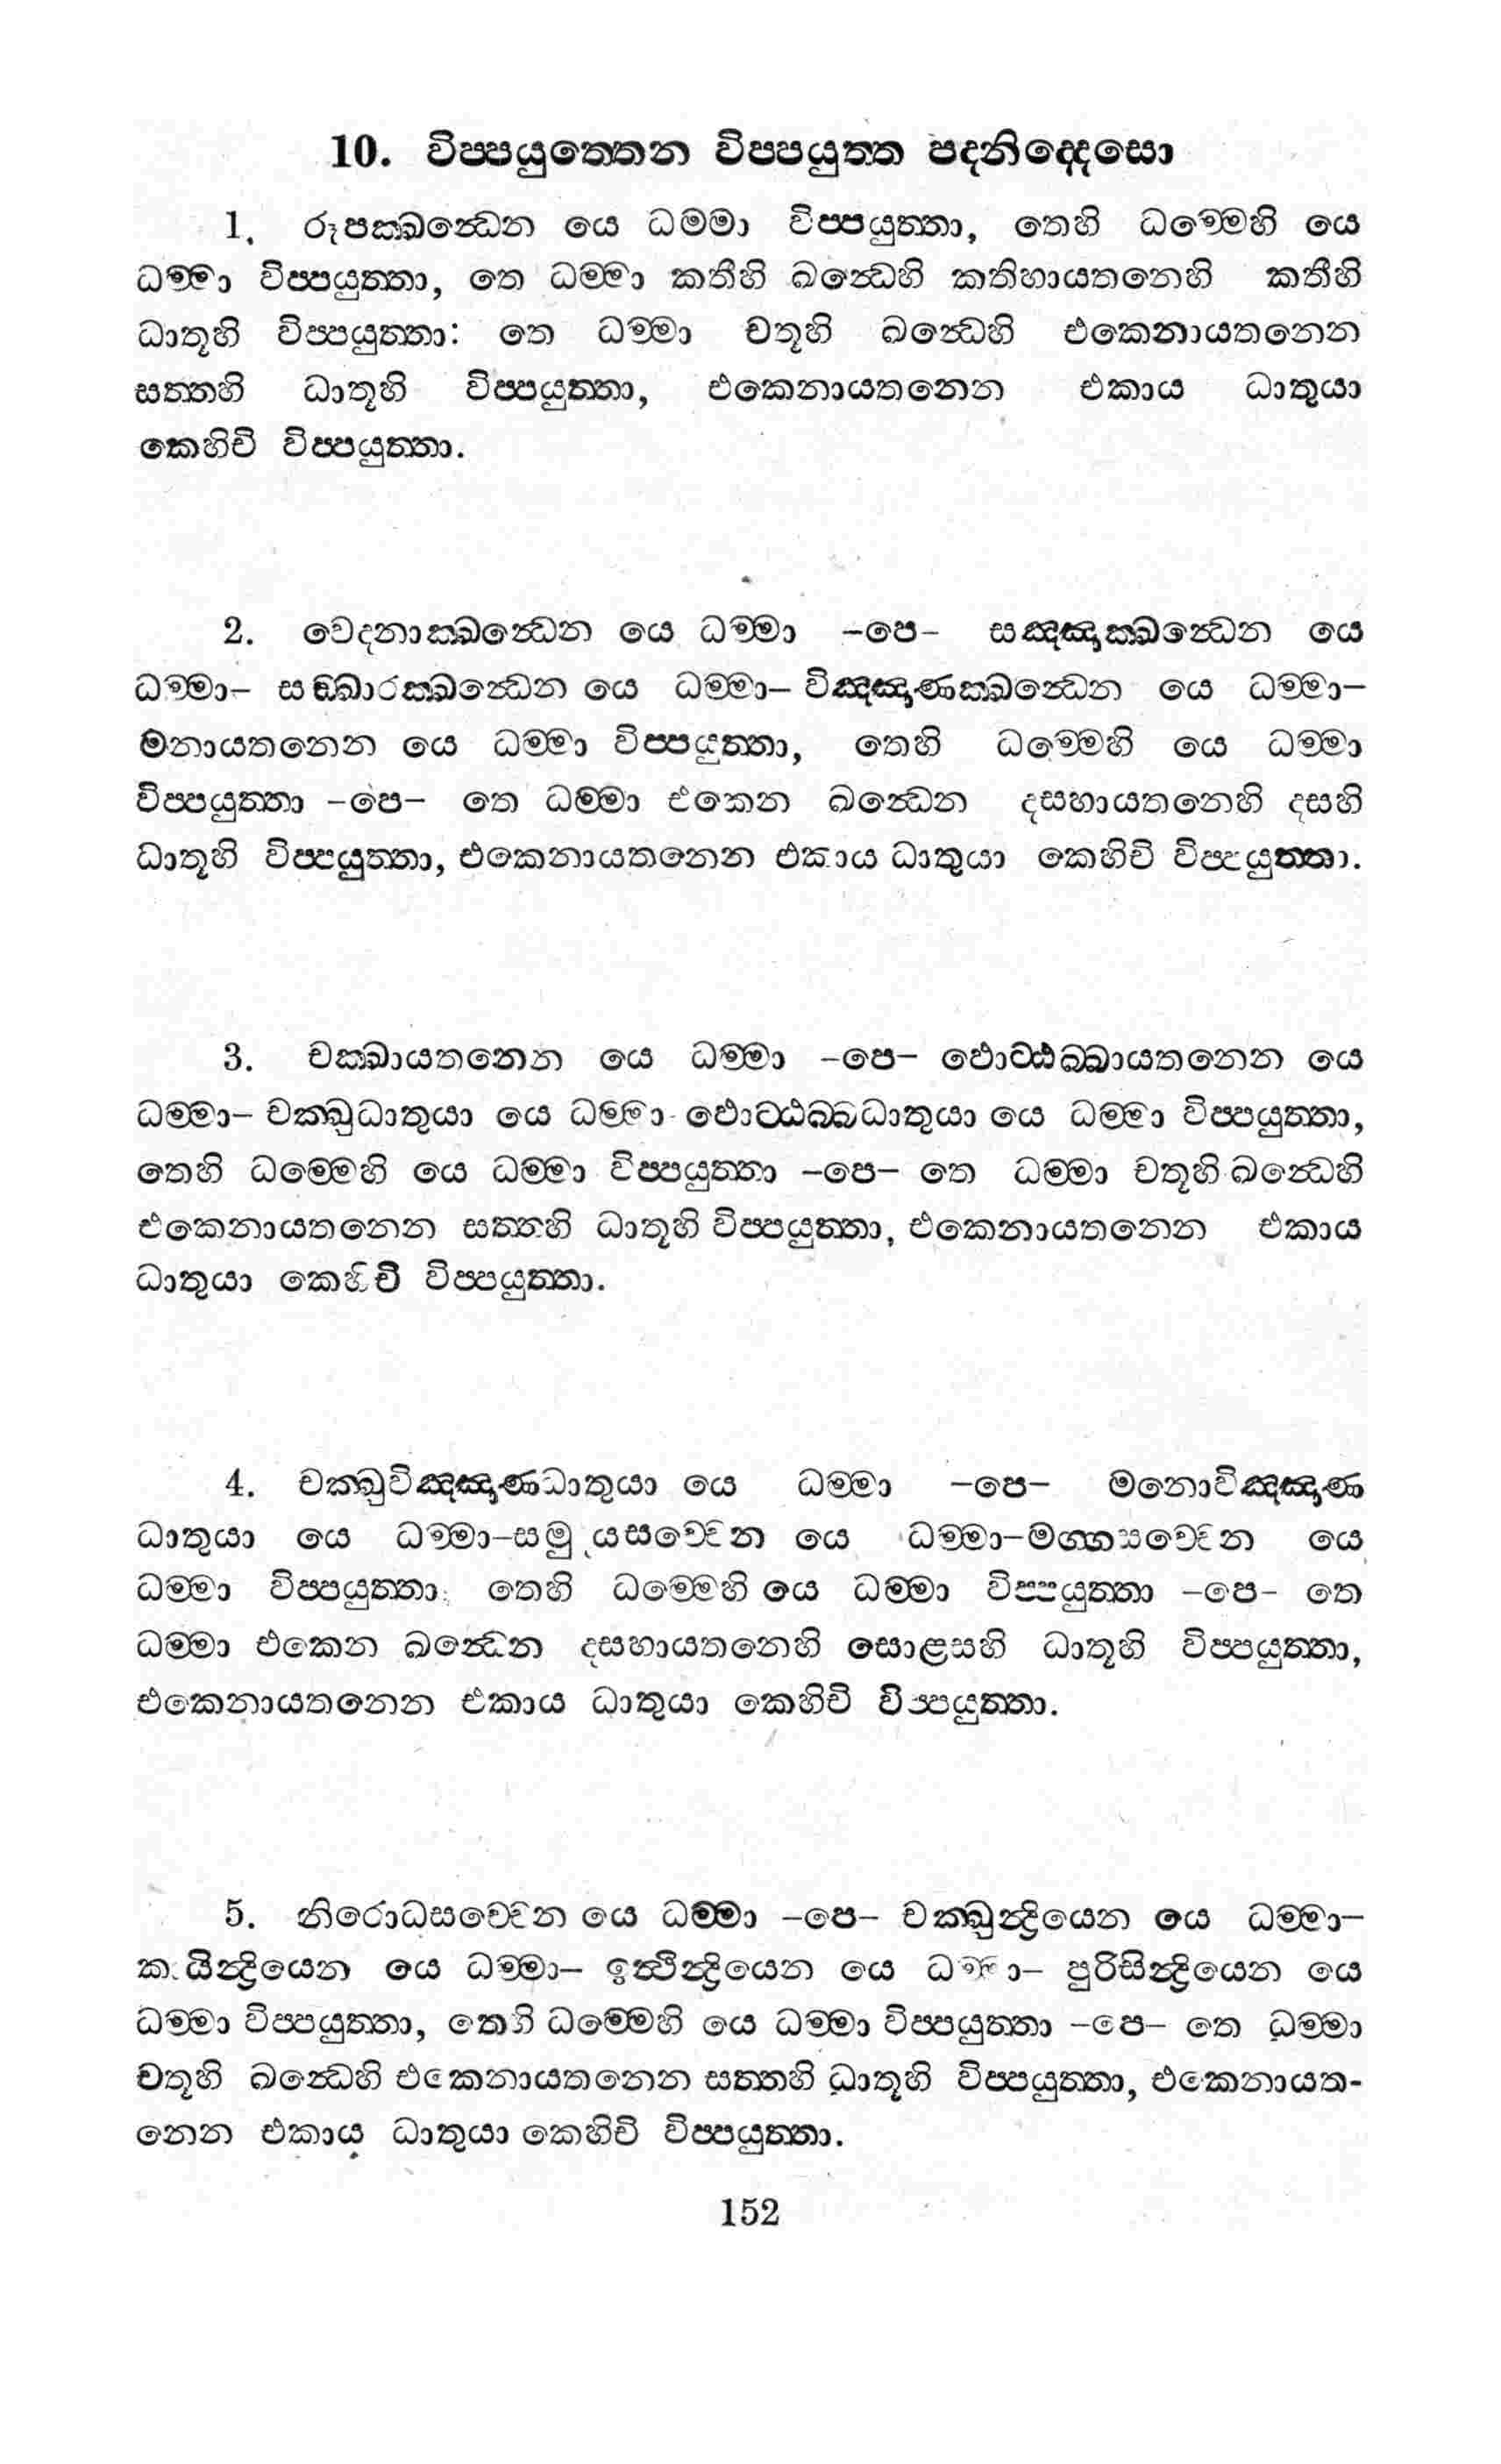 10. විප්පයුත්තෙන විප්පයුත්ත පදනිද්දෙසො
1. රූපක්ඛන්ධෙන යෙ ධම්මා විප්පයුත්තා, තෙහි ධම්මෙහි යෙ
ධම්මා විප්පයුත්තා, තෙ ධම්මා කතීහි ඛන්ධෙහි කතිහායතනෙහි කතීහි
ධාතූහි විප්පයුත්තා: තෙ ධම්මා චතූහි ඛන්ධෙහි එකෙනායතනෙන
සත්තහි ධාතූහි විප්පයුත්තා, එකෙනායතනෙන එකාය ධාතුයා
කෙහිචි විප්පයුත්තා.
2. වෙදනාක්ඛන්ධෙන යෙ ධම්මා -පෙ- සඤ්ඤාක්ඛන්ධෙන යෙ
ධම්මා- සඞ්ඛාරක්ඛන්ධෙන යෙ ධම්මා- විඤ්ඤාණක්ඛන්ධෙන යෙ ධම්මා-
මනායතනෙන යෙ ධම්මා විප්පයුත්තා, තෙහි ධම්මෙහි යෙ ධම්මා
විප්පයුත්තා -පෙ- තෙ ධම්මා එකෙන ඛන්ධෙන දසහායතනෙහි දසහි
ධාතූහි විප්පයුත්තා, එකෙනායතනෙන එකාය ධාතුයා කෙහිචි විප්පයුත්තා.
3. චක්ඛායතනෙන යෙ ධම්මා -පෙ- ඵොට්ඨබ්බායතනෙන යෙ
ධම්මා- චක්ඛුධාතුයා යෙ ධම්මා- ඵොට්ඨබ්බධාතුයා යෙ ධම්මා විප්පයුත්තා,
තෙහි ධම්මෙහි යෙ ධම්මා විප්පයුත්තා -පෙ- තෙ ධම්මා චතූහි ඛන්ධෙහි
එකෙනායතනෙන සත්තහි ධාතූහි විප්පයුත්තා, එකෙනායතනෙන එකාය
ධාතුයා කෙහිචි විප්පයුත්තා.
4. චක්ඛුවිඤ්ඤාණධාතුයා යෙ ධම්මා -පෙ- මනොවිඤ්ඤාණ
ධාතුයා යෙ ධම්මා-සමු යසච්චෙන යෙ ධම්මා-මග්ගසච්චෙන යෙ
ධම්මා විප්පයුත්තා, තෙහි ධම්මෙහි යෙ ධම්මා විප්පයුත්තා -පෙ- තෙ
ධම්මා එකෙන ඛන්ධෙන දසහායතනෙහි සොළසහි ධාතූහි විප්පයුත්තා,
එකෙනායතනෙන එකාය ධාතුයා කෙහිචි විප්පයුත්තා.
5. නිරොධසච්චෙන යෙ ධම්මා -පෙ- චක්ඛුන්ද්‍රියෙන යෙ ධම්මා-
කායින්ද්‍රියෙන යෙ ධම්මා- ඉත්ථින්ද්‍රියෙන යෙ ධම්මා- පුරිසින්ද්‍රියෙන යෙ
ධම්මා විප්පයුත්තා, තෙහි ධම්මෙහි යෙ ධම්මා විප්පයුත්තා -පෙ- තෙ ධම්මා
චතූහි ඛන්ධෙහි එකෙනායතනෙන සත්තහි ධාතූහි විප්පයුත්තා, එකෙනායත-
නෙන එකාය ධාතුයා කෙහිචි විප්පයුත්තා.
152